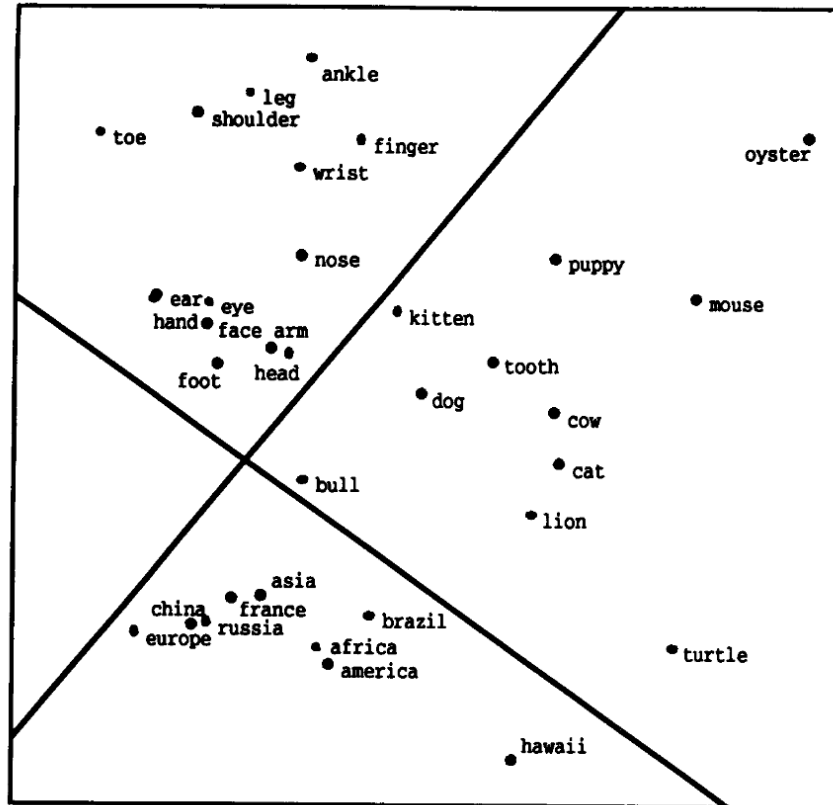 ankle
leg
shoulder
toe
finger
oyster
wrist
nose
puppy
ear
eye
mouse
hand
face arm
kitten
foot
head
tooth
dog
cow
cat
bull
lion
asia
china
france
brazil
europe
russia
africa
turtle
america
hawaii